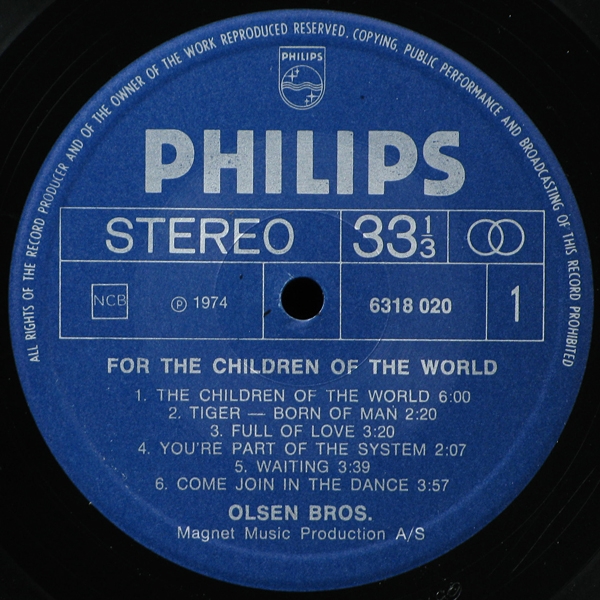 ALL RIGHTS OF THE RECORD PRODUCER AND OF THE OWNER OF THE WORK REPRODUCED RESERVED. COPYING, PUBLIC PERFORMANCE AND BROADCASTING OF THIS RECORD PROHIBITED
PHILIPS
PHILIPS
STEREO 33 1/3
NCB ℗ 1974 6318 020 1
FOR THE CHILDREN OF THE WORLD
1. THE CHILDREN OF THE WORLD 6:00
2. TIGER — BORN OF MAN 2:20
3. FULL OF LOVE 3:20
4. YOU'RE PART OF THE SYSTEM 2:07
5. WAITING 3:39
6. COME JOIN IN THE DANCE 3:57
OLSEN BROS.
Magnet Music Production A/S